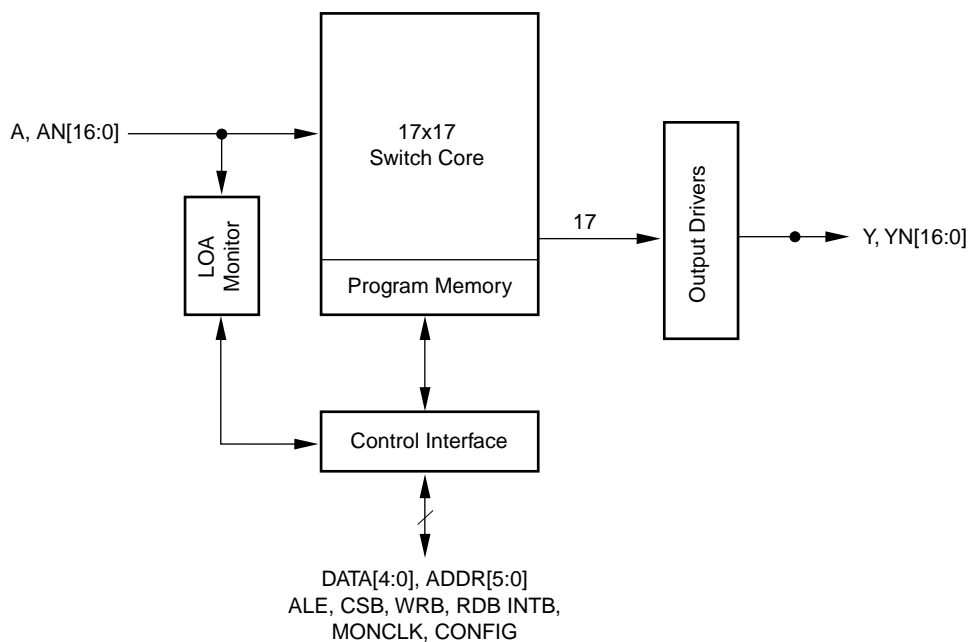 A, AN[16:0]
17x17
Switch Core
Program Memory
LOA
Monitor
17
Output Drivers
Y, YN[16:0]
Control Interface
DATA[4:0], ADDR[5:0]
ALE, CSB, WRB, RDB INTB,
MONCLK, CONFIG